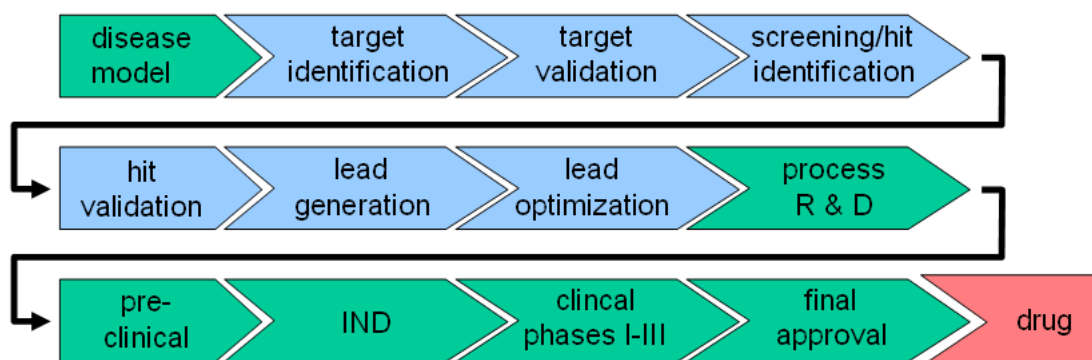 disease
model
target
identification
target
validation
screening/hit
identification
hit
validation
lead
generation
lead
optimization
process
R & D
pre-
clinical
IND
clincal
phases I-III
final
approval
drug